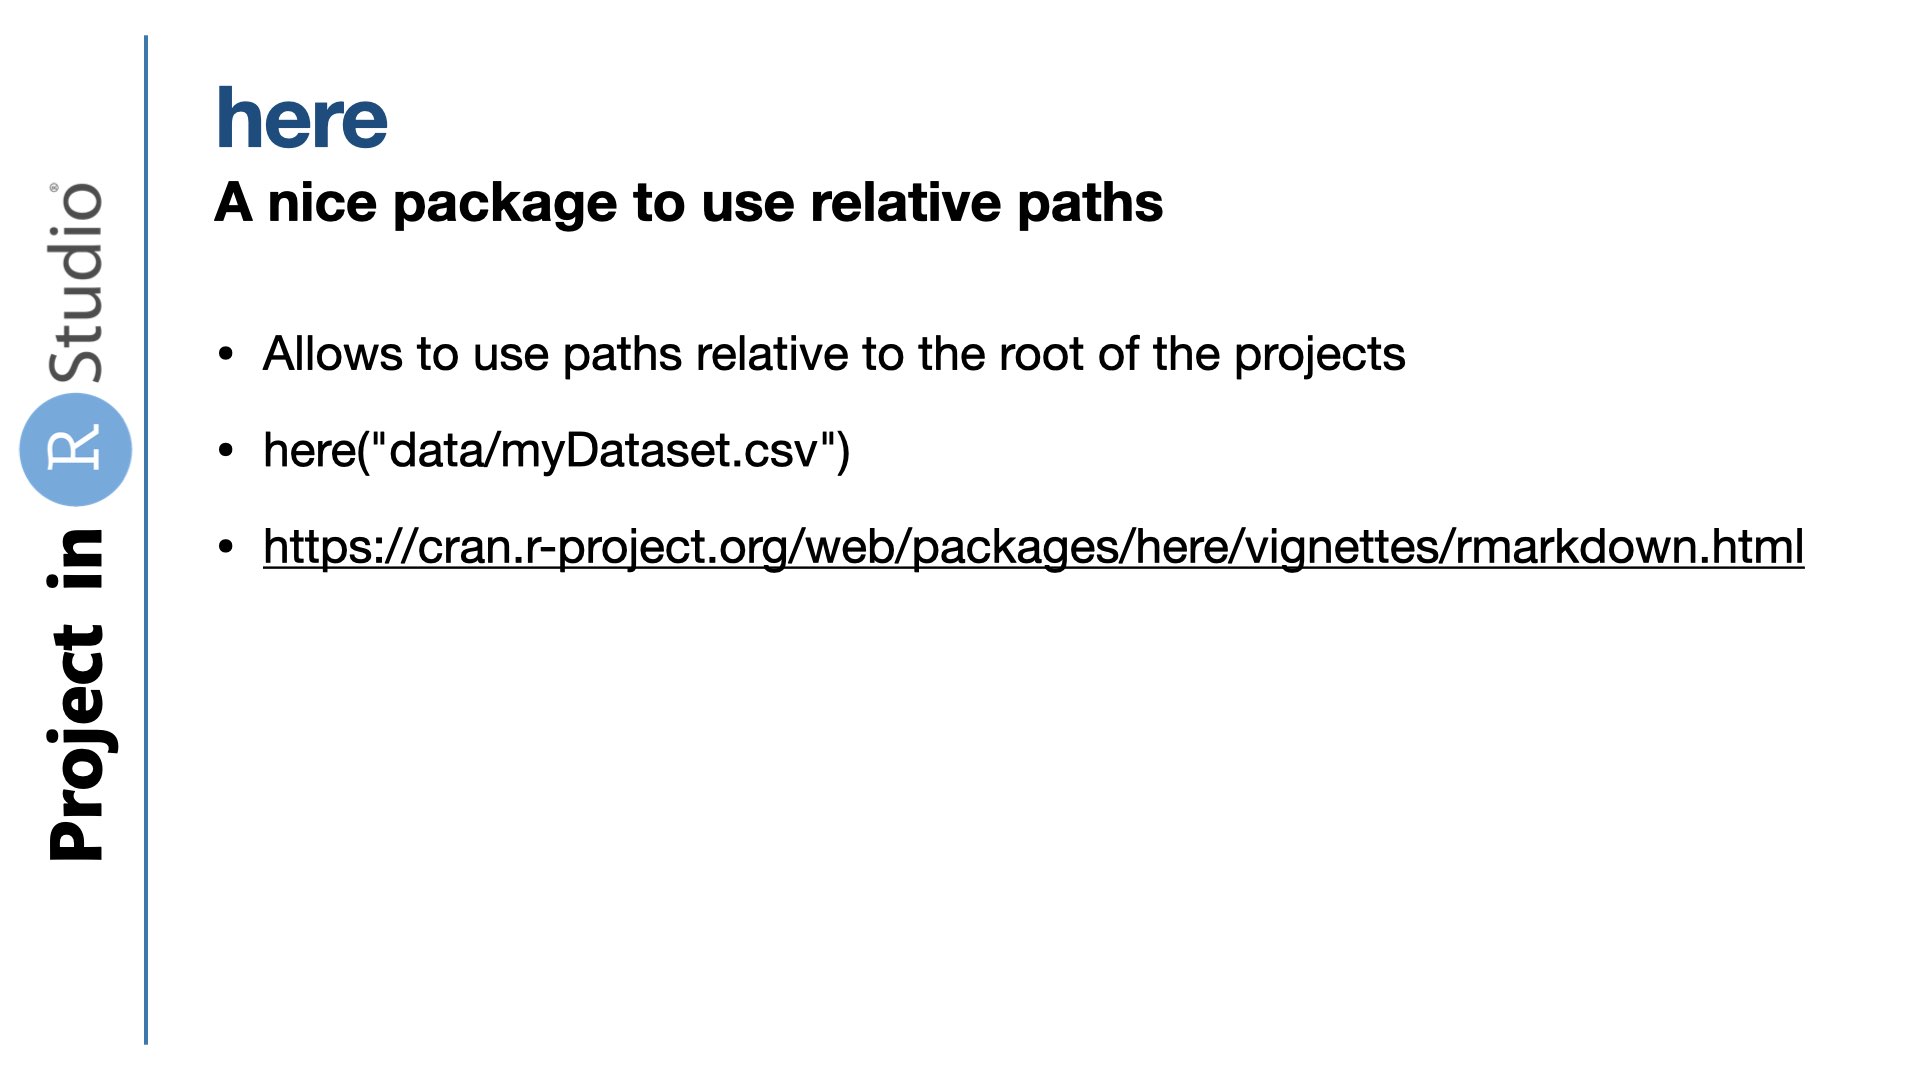 Project in R Studio®
here
A nice package to use relative paths
• Allows to use paths relative to the root of the projects
• here("data/myDataset.csv")
• https://cran.r-project.org/web/packages/here/vignettes/rmarkdown.html